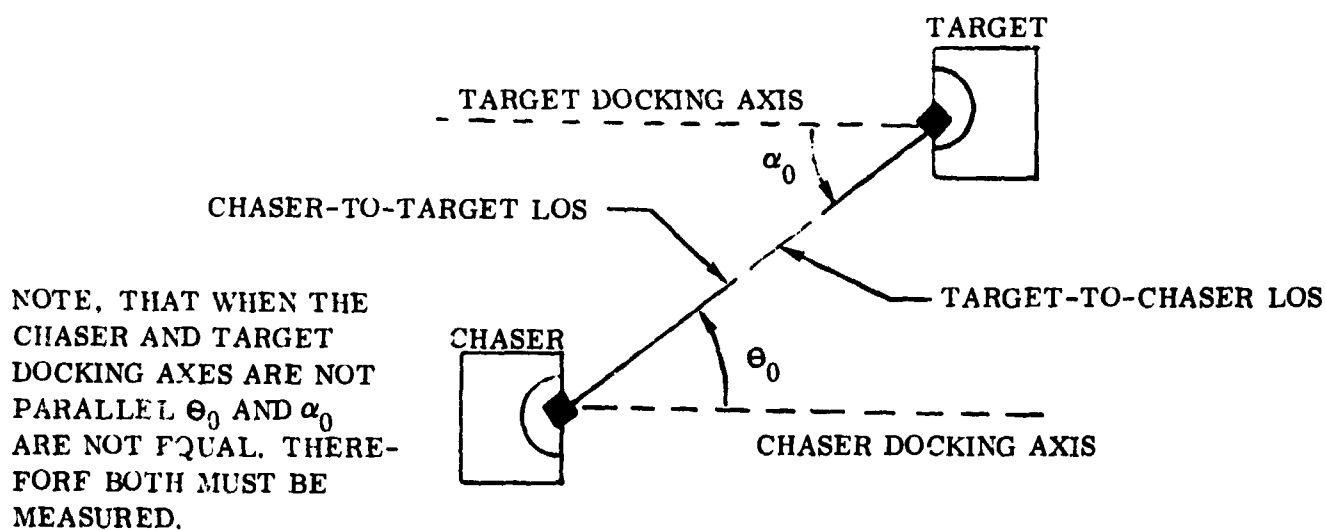 TARGET
TARGET DOCKING AXIS
α₀
CHASER-TO-TARGET LOS
TARGET-TO-CHASER LOS
NOTE, THAT WHEN THE
CHASER AND TARGET
DOCKING AXES ARE NOT
PARALLEL Θ₀ AND α₀
ARE NOT EQUAL. THERE-
FORE BOTH MUST BE
MEASURED.
CHASER
Θ₀
CHASER DOCKING AXIS